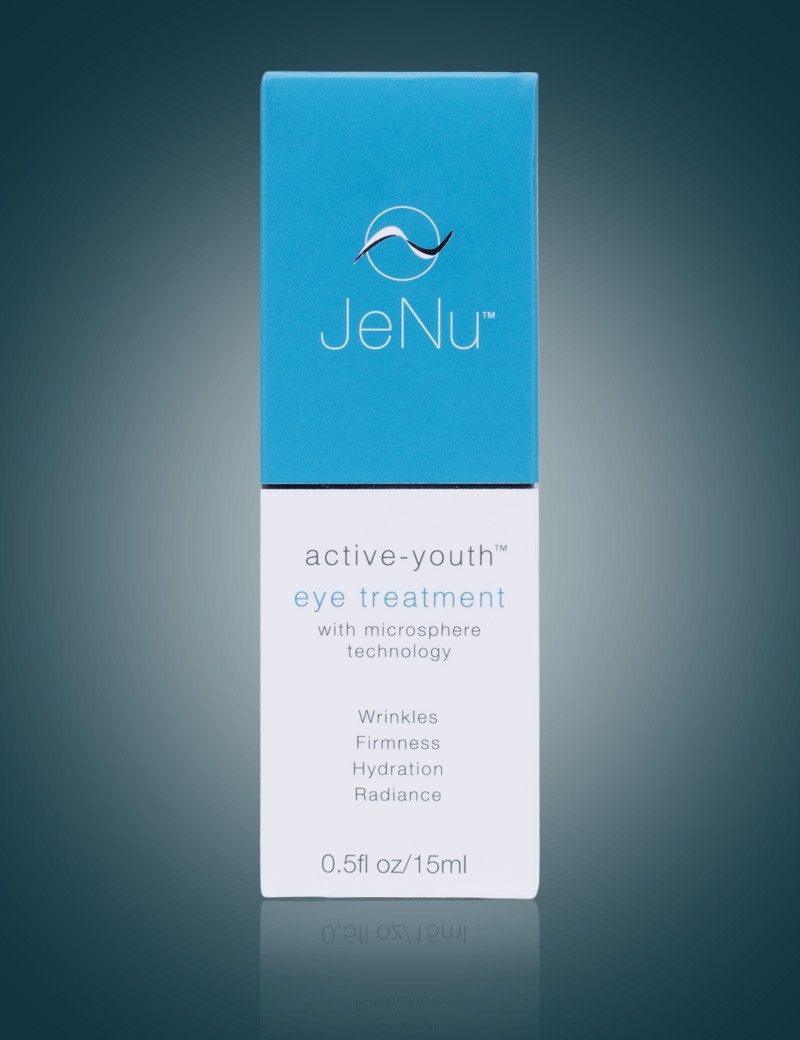 JeNu™
active-youth™
eye treatment
with microsphere
technology
Wrinkles
Firmness
Hydration
Radiance
0.5fl oz/15ml